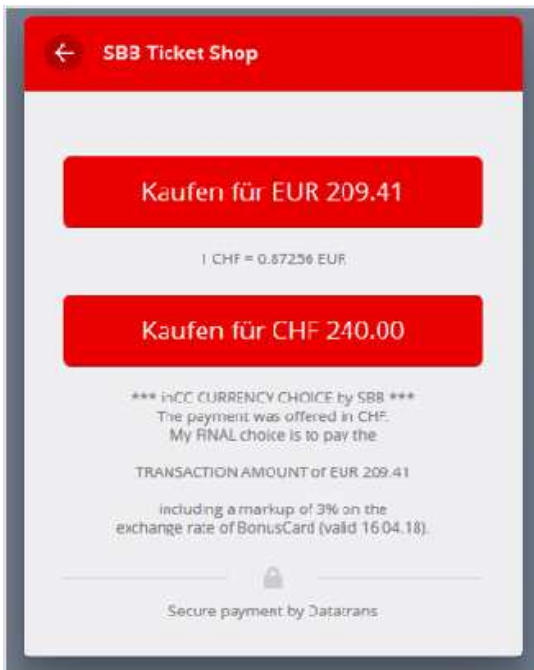 SBB Ticket Shop
Kaufen für EUR 209.41
1 CHF = 0.87256 EUR
Kaufen für CHF 240.00
*** inCC CURRENCY CHOICE by SBB ***
The payment was offered in CHF.
My FINAL choice is to pay the
TRANSACTION AMOUNT of EUR 209.41
including a markup of 3% on the
exchange rate of BonusCard (valid 16.04.18).
Secure payment by Datatrans